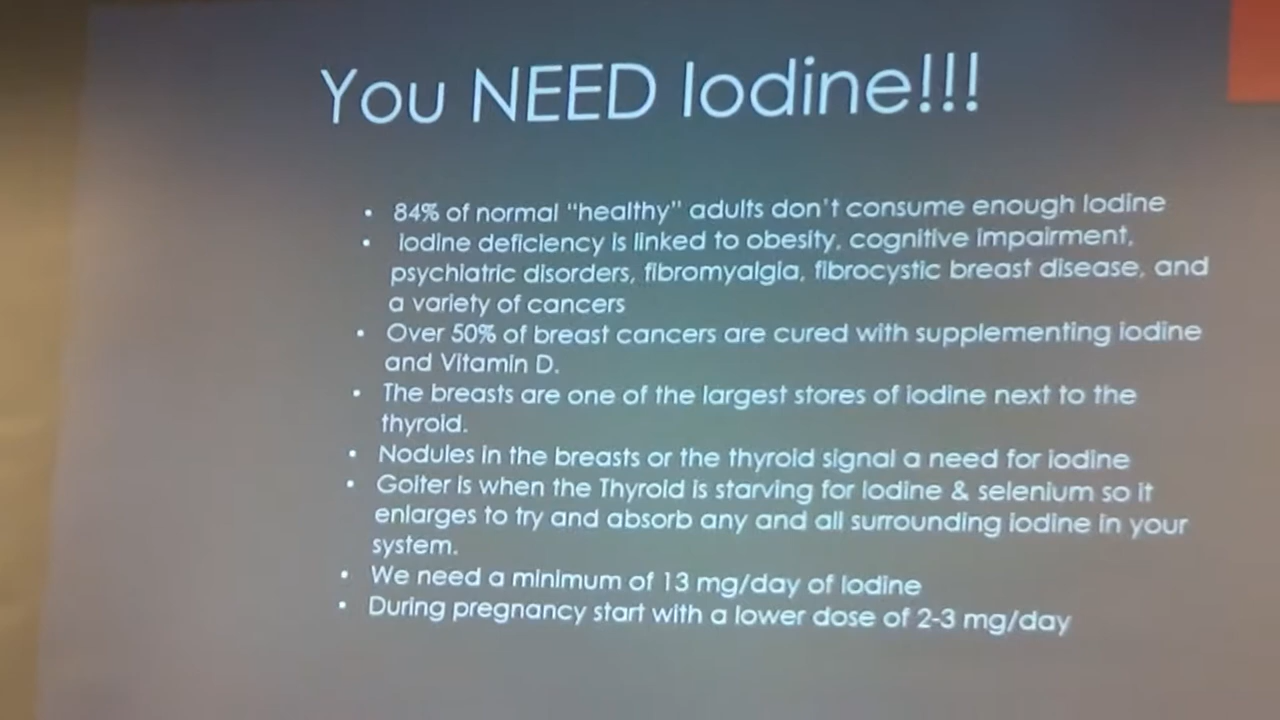 You NEED Iodine!!!
• 84% of normal "healthy" adults don't consume enough Iodine
• Iodine deficiency is linked to obesity, cognitive impairment,
psychiatric disorders, fibromyalgia, fibrocystic breast disease, and
a variety of cancers
• Over 50% of breast cancers are cured with supplementing iodine
and Vitamin D.
• The breasts are one of the largest stores of iodine next to the
thyroid.
• Nodules in the breasts or the thyroid signal a need for iodine
• Goiter is when the Thyroid is starving for Iodine & selenium so it
enlarges to try and absorb any and all surrounding iodine in your
system.
• We need a minimum of 13 mg/day of Iodine
• During pregnancy start with a lower dose of 2-3 mg/day